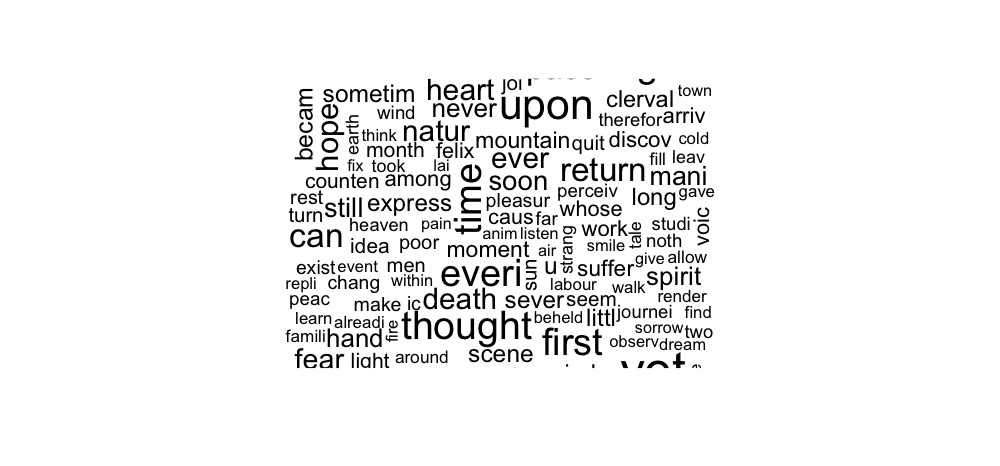 joi
sometim heart
becam hope wind never upon clerval town
therefor arriv
earth think natur mountain quit discov cold
month felix ever fill leav
fix took lai return mani
counten among time soon perceiv long gave
rest still express pleasur whose
turn caus far studi voic
heaven pain anim listen work tale
can idea poor moment air strang smile noth
exist event men everi sun u suffer give allow
repli chang within labour walk spirit
peac make ic death sever seem render
learn alreadi fire thought beheld littl journei find
famili hand first sorrow two
observ dream
fear light around scene
yet